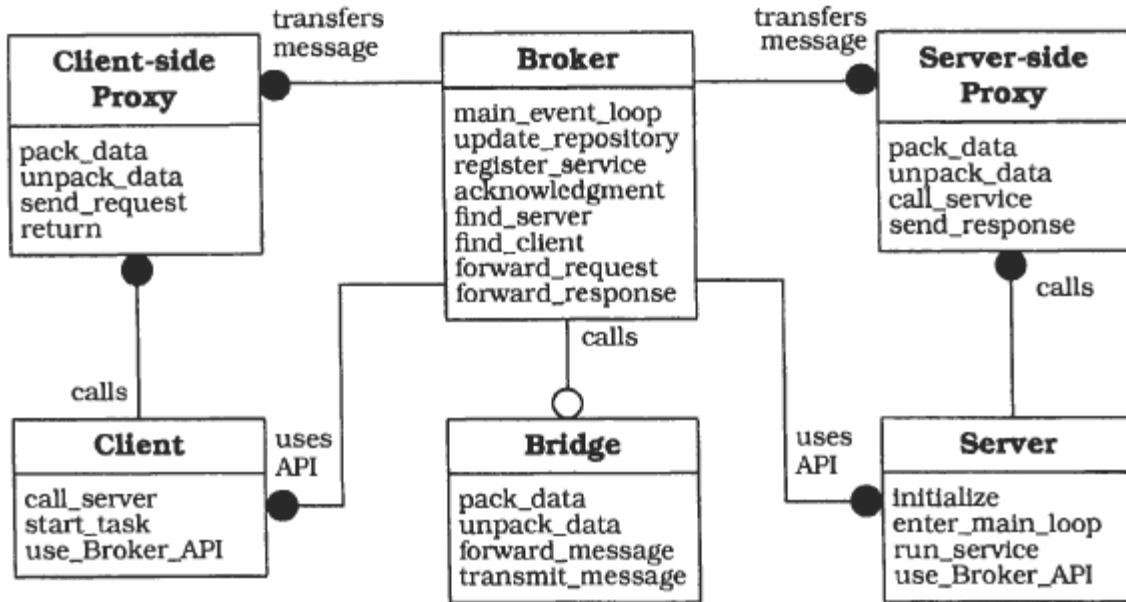 transfers
message
Client-side
Proxy
pack_data
unpack_data
send_request
return
Broker
main_event_loop
update_repository
register_service
acknowledgment
find_server
find_client
forward_request
forward_response
transfers
message
Server-side
Proxy
pack_data
unpack_data
call_service
send_response
calls
calls
calls
Client
call_server
start_task
use_Broker_API
uses
API
Bridge
pack_data
unpack_data
forward_message
transmit_message
uses
API
Server
initialize
enter_main_loop
run_service
use_Broker_API